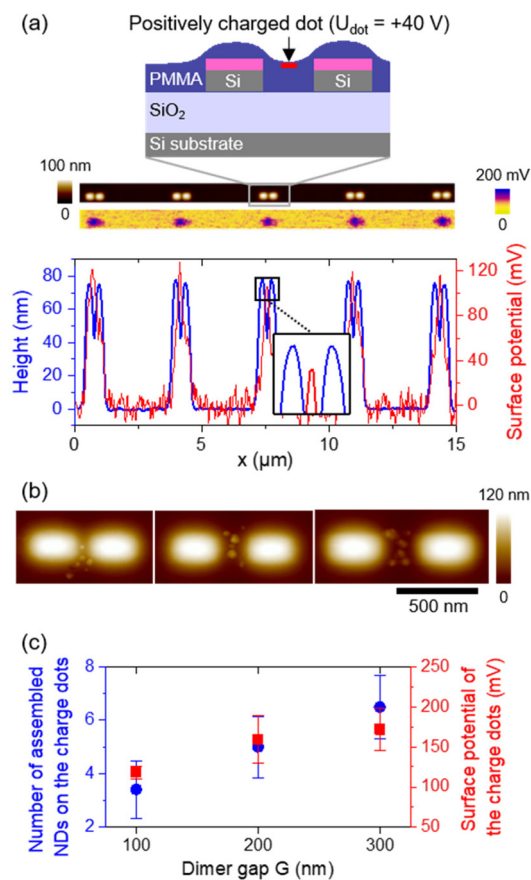 (a)
Positively charged dot (U_dot = +40 V)
PMMA
Si
Si
SiO₂
Si substrate
100 nm
0
200 mV
0
Height (nm)
80
60
40
20
0
120
80
40
0
Surface potential (mV)
0
5
10
15
x (µm)
(b)
120 nm
0
500 nm
(c)
Number of assembled
NDs on the charge dots
8
6
4
2
250
200
150
100
50
Surface potential of
the charge dots (mV)
100
200
300
Dimer gap G (nm)